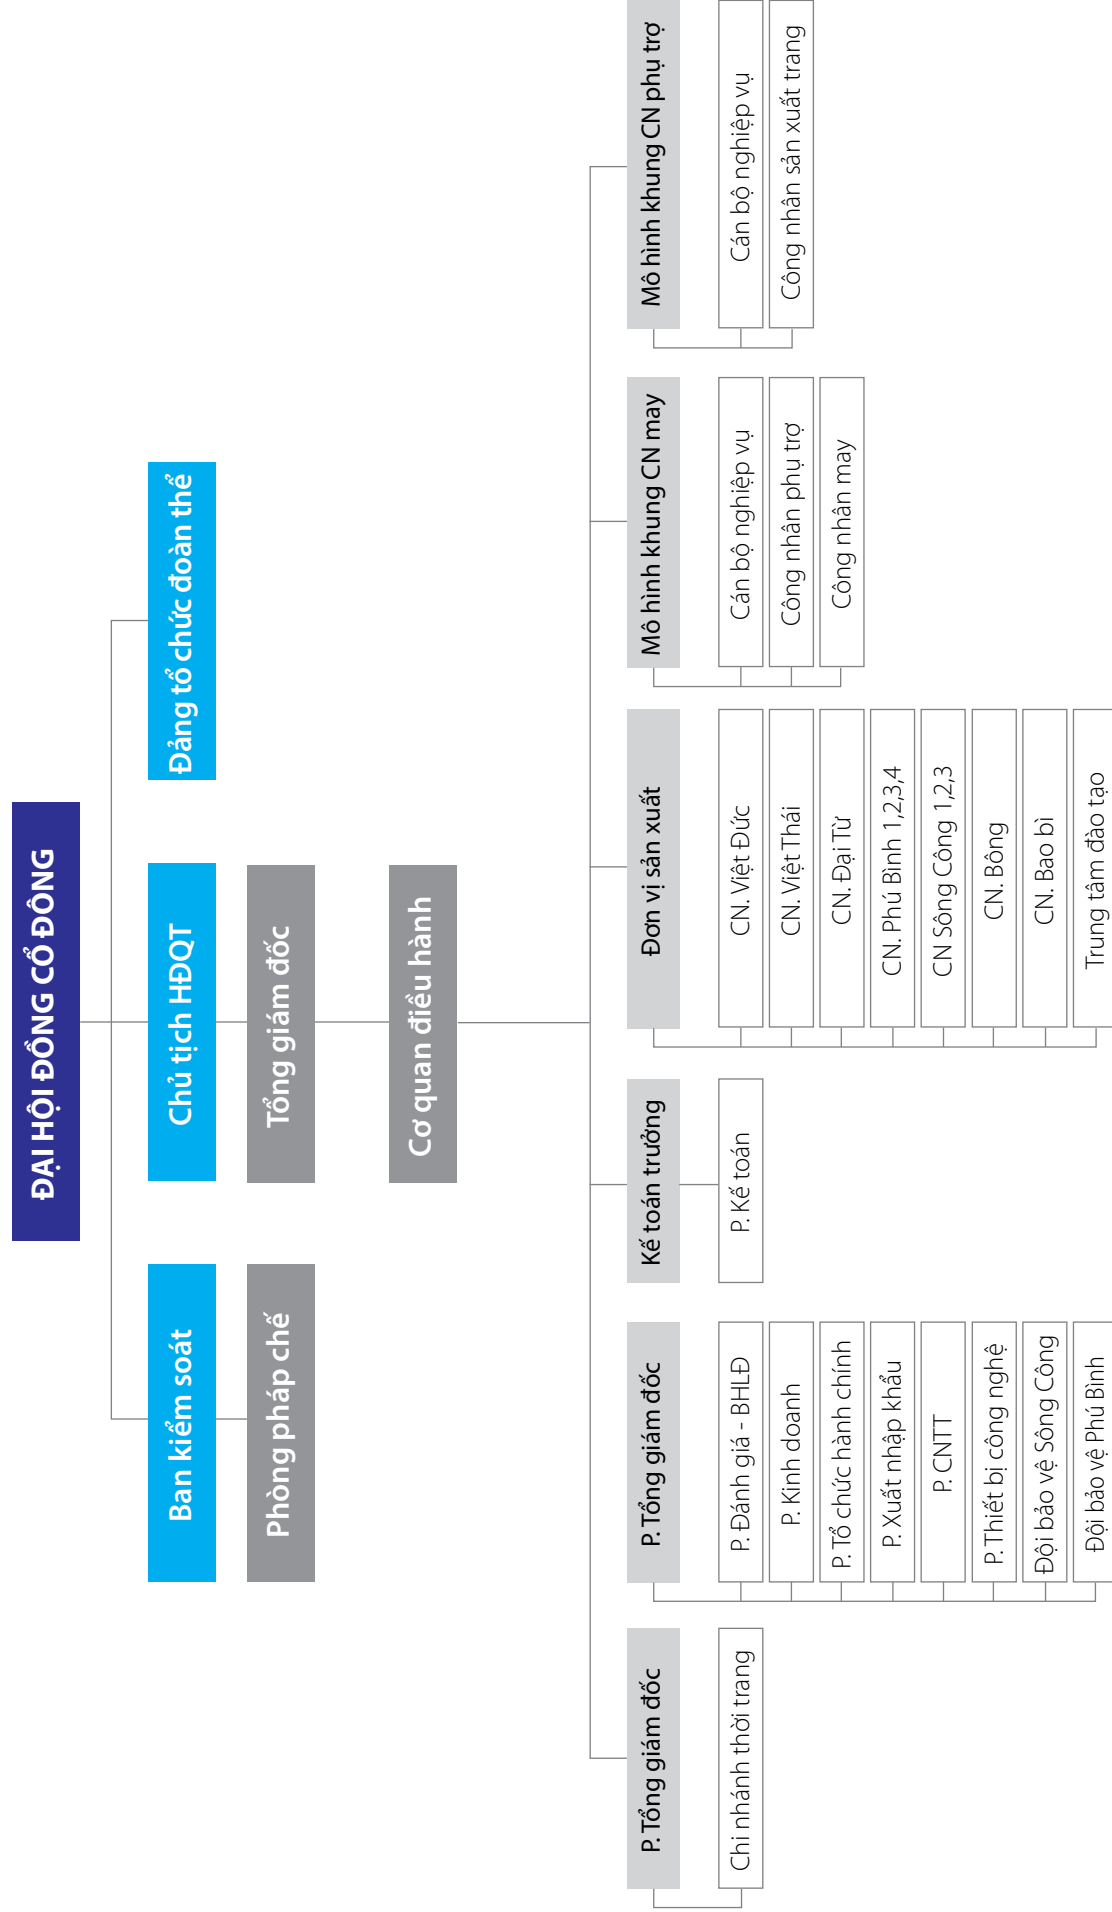 ĐẠI HỘI ĐỒNG CỔ ĐÔNG
Ban kiểm soát
Chủ tịch HĐQT
Đảng tổ chức đoàn thể
Phòng pháp chế
Tổng giám đốc
Cơ quan điều hành
P. Tổng giám đốc
Chi nhánh thời trang
P. Tổng giám đốc
P. Đánh giá - BHLĐ
P. Kinh doanh
P. Tổ chức hành chính
P. Xuất nhập khẩu
P. CNTT
P. Thiết bị công nghệ
Đội bảo vệ Sông Công
Đội bảo vệ Phú Bình
Kế toán trưởng
P. Kế toán
Đơn vị sản xuất
CN. Việt Đức
CN. Việt Thái
CN. Đại Từ
CN. Phú Bình 1,2,3,4
CN Sông Công 1,2,3
CN. Bông
CN. Bao bì
Trung tâm đào tạo
Mô hình khung CN may
Cán bộ nghiệp vụ
Công nhân phụ trợ
Công nhân may
Mô hình khung CN phụ trợ
Cán bộ nghiệp vụ
Công nhân sản xuất trang